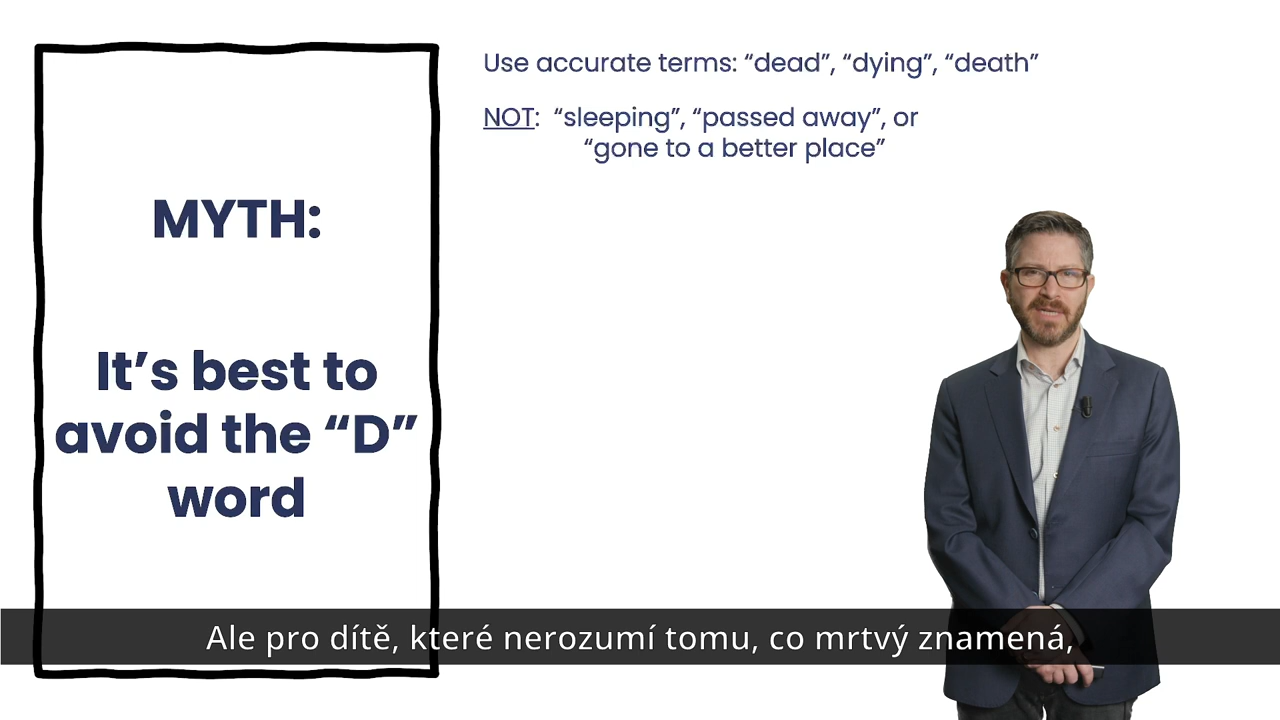 Use accurate terms: “dead”, “dying”, “death”
NOT: “sleeping”, “passed away”, or
“gone to a better place”
MYTH:
It’s best to
avoid the “D”
word
Ale pro dítě, které nerozumí tomu, co mrtvý znamená,